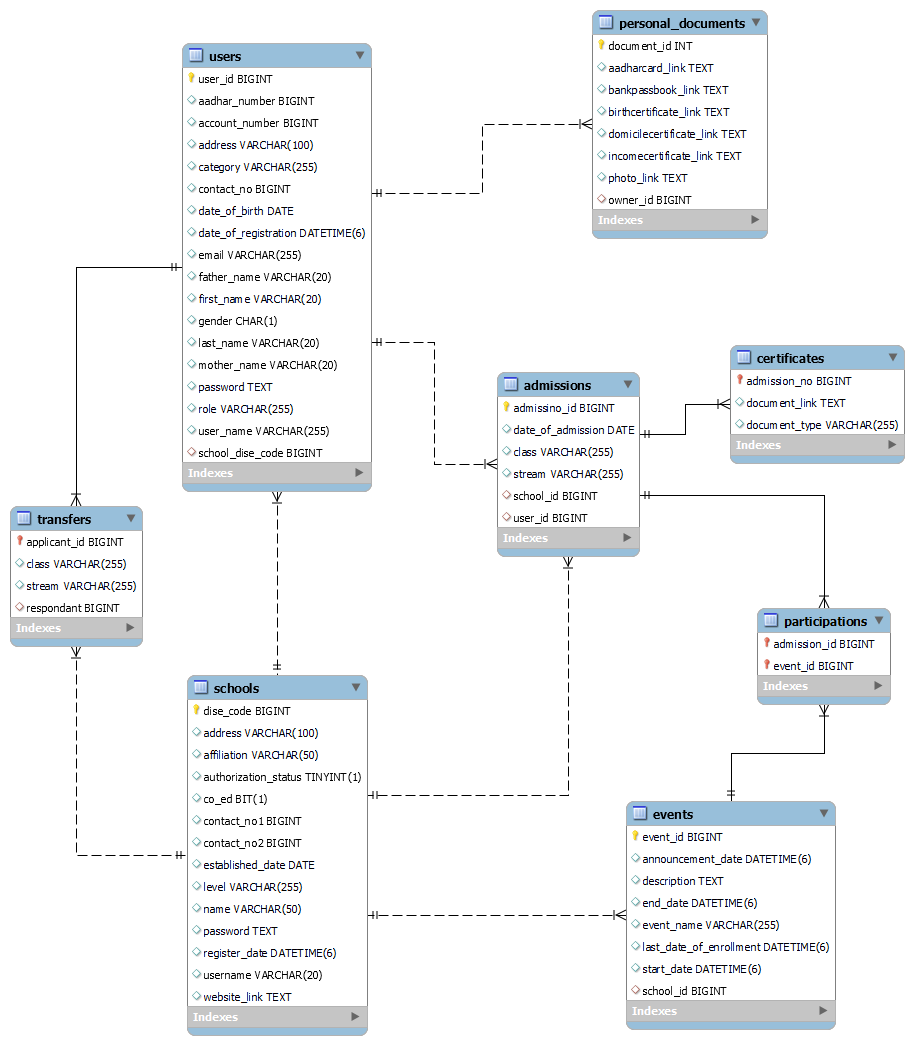 personal_documents
document_id INT
aadharcard_link TEXT
bankpassbook_link TEXT
birthcertificate_link TEXT
domicilecertificate_link TEXT
incomecertificate_link TEXT
photo_link TEXT
owner_id BIGINT
Indexes
users
user_id BIGINT
aadhar_number BIGINT
account_number BIGINT
address VARCHAR(100)
category VARCHAR(255)
contact_no BIGINT
date_of_birth DATE
date_of_registration DATETIME(6)
email VARCHAR(255)
father_name VARCHAR(20)
first_name VARCHAR(20)
gender CHAR(1)
last_name VARCHAR(20)
mother_name VARCHAR(20)
password TEXT
role VARCHAR(255)
user_name VARCHAR(255)
school_dise_code BIGINT
Indexes
certificates
admission_no BIGINT
document_link TEXT
document_type VARCHAR(255)
Indexes
admissions
admissino_id BIGINT
date_of_admission DATE
class VARCHAR(255)
stream VARCHAR(255)
school_id BIGINT
user_id BIGINT
Indexes
transfers
applicant_id BIGINT
class VARCHAR(255)
stream VARCHAR(255)
respondant BIGINT
Indexes
participations
admission_id BIGINT
event_id BIGINT
Indexes
schools
dise_code BIGINT
address VARCHAR(100)
affiliation VARCHAR(50)
authorization_status TINYINT(1)
co_ed BIT(1)
contact_no1 BIGINT
contact_no2 BIGINT
established_date DATE
level VARCHAR(255)
name VARCHAR(50)
password TEXT
register_date DATETIME(6)
username VARCHAR(20)
website_link TEXT
Indexes
events
event_id BIGINT
announcement_date DATETIME(6)
description TEXT
end_date DATETIME(6)
event_name VARCHAR(255)
last_date_of_enrollment DATETIME(6)
start_date DATETIME(6)
school_id BIGINT
Indexes